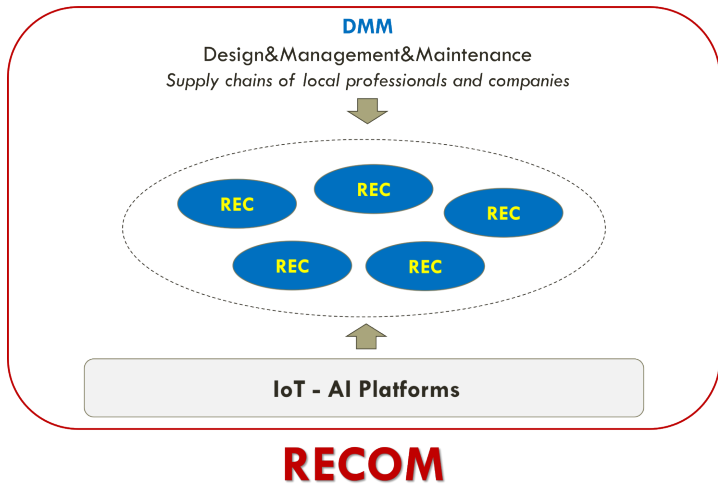 DMM
Design&Management&Maintenance
Supply chains of local professionals and companies
REC
REC
REC
REC
REC
IoT - AI Platforms
RECOM